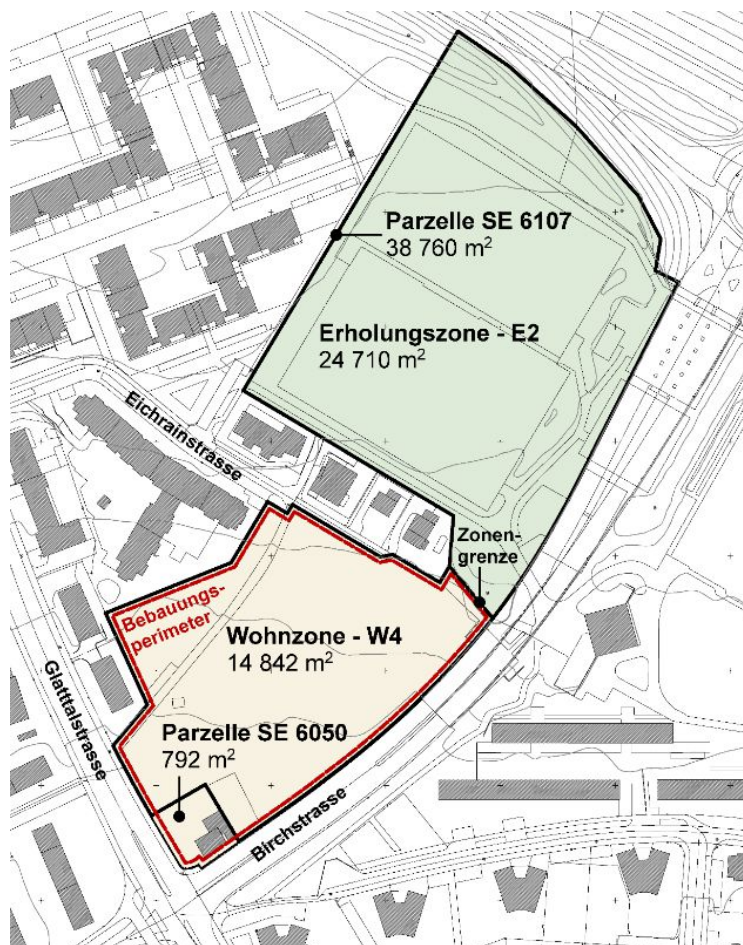 Parzelle SE 6107
38 760 m²
Erholungszone - E2
24 710 m²
Eichrainstrasse
Zonen-
grenze
Bebauungs-
perimeter
Wohnzone - W4
14 842 m²
Glatttalstrasse
Parzelle SE 6050
792 m²
Birchstrasse